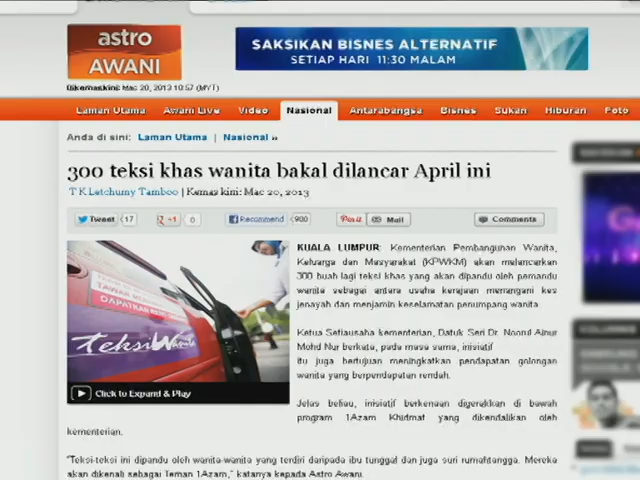 astro
AWANI
SAKSIKAN BISNES ALTERNATIF
SETIAP HARI 11:30 MALAM
Dikemaskini: Mac 20, 2013 10:57 (MYT)
Laman Utama Awani Live Video Nasional Antarabangsa Bisnes Sukan Hiburan Foto
Anda di sini: Laman Utama | Nasional »
300 teksi khas wanita bakal dilancar April ini
T K Letchumy Tamboo | Kemas kini: Mac 20, 2013
Tweet 17 +1 0 Recommend 900 Pin it Mail Comments
KUALA LUMPUR: Kementerian Pembangunan Wanita,
Keluarga dan Masyarakat (KPWKM) akan melancarkan
300 buah lagi teksi khas yang akan dipandu oleh pemandu
wanita sebagai antara usaha kerajaan menangani kes
jenayah dan menjamin keselamatan penumpang wanita.
DAPATKAN
teksi Wanita
Click to Expand & Play
Ketua Setiausaha kementerian, Datuk Seri Dr. Noorul Ainur
Mohd Nur berkata, pada masa sama, inisiatif
itu juga bertujuan meningkatkan pendapatan golongan
wanita yang berpendapatan rendah.
Jelas beliau, inisiatif berkenaan digerakkan di bawah
program 1Azam Khidmat yang dikendalikan oleh
kementerian.
"Teksi-teksi ini dipandu oleh wanita-wanita yang terdiri daripada ibu tunggal dan juga suri rumahtangga. Mereka
akan dikenali sebagai Teman 1Azam," katanya kepada Astro Awani.